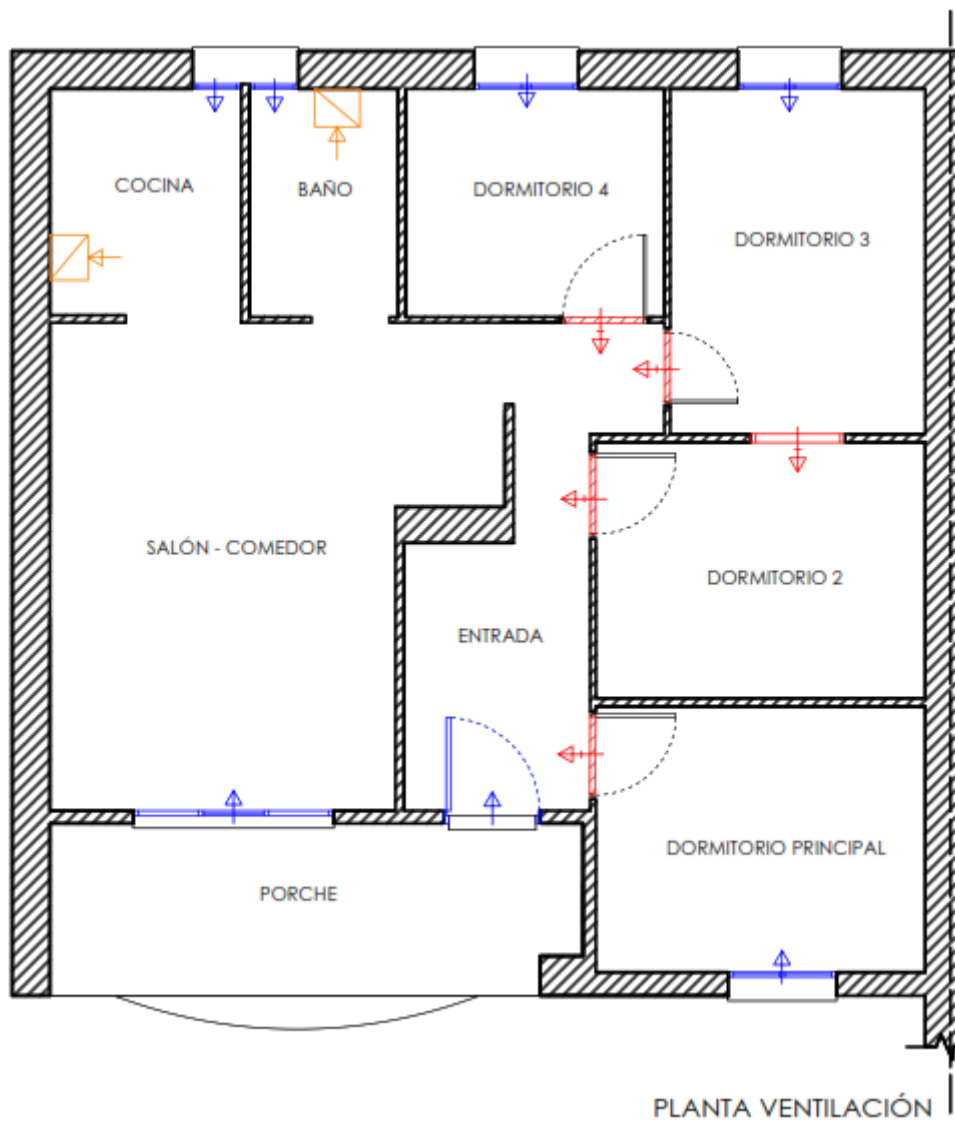 COCINA
BAÑO
DORMITORIO 4
DORMITORIO 3
SALÓN - COMEDOR
DORMITORIO 2
ENTRADA
DORMITORIO PRINCIPAL
PORCHE
PLANTA VENTILACIÓN